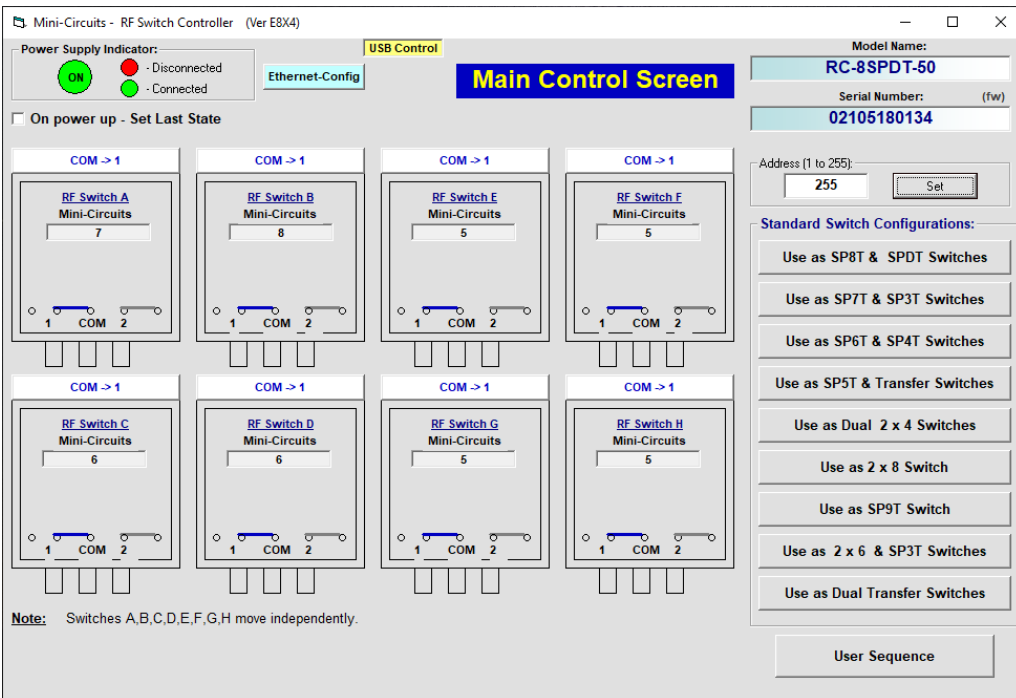 Mini-Circuits - RF Switch Controller (Ver E8X4)
Power Supply Indicator:
ON
- Disconnected
- Connected
USB Control
Ethernet-Config
Main Control Screen
Model Name:
RC-8SPDT-50
Serial Number: (fw)
02105180134
On power up - Set Last State
Address (1 to 255):
255 Set
COM -> 1 COM -> 1 COM -> 1 COM -> 1
RF Switch A RF Switch B RF Switch E RF Switch F
Mini-Circuits Mini-Circuits Mini-Circuits Mini-Circuits
7 8 5 5
1 COM 2 1 COM 2 1 COM 2 1 COM 2
COM -> 1 COM -> 1 COM -> 1 COM -> 1
RF Switch C RF Switch D RF Switch G RF Switch H
Mini-Circuits Mini-Circuits Mini-Circuits Mini-Circuits
6 6 5 5
1 COM 2 1 COM 2 1 COM 2 1 COM 2
Note: Switches A,B,C,D,E,F,G,H move independently.
Standard Switch Configurations:
Use as SP8T & SPDT Switches
Use as SP7T & SP3T Switches
Use as SP6T & SP4T Switches
Use as SP5T & Transfer Switches
Use as Dual 2 x 4 Switches
Use as 2 x 8 Switch
Use as SP9T Switch
Use as 2 x 6 & SP3T Switches
Use as Dual Transfer Switches
User Sequence